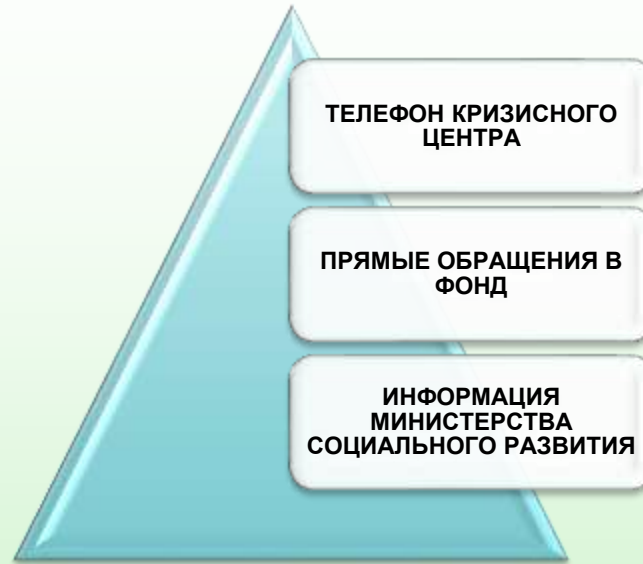 ТЕЛЕФОН КРИЗИСНОГО
ЦЕНТРА
ПРЯМЫЕ ОБРАЩЕНИЯ В
ФОНД
ИНФОРМАЦИЯ
МИНИСТЕРСТВА
СОЦИАЛЬНОГО РАЗВИТИЯ